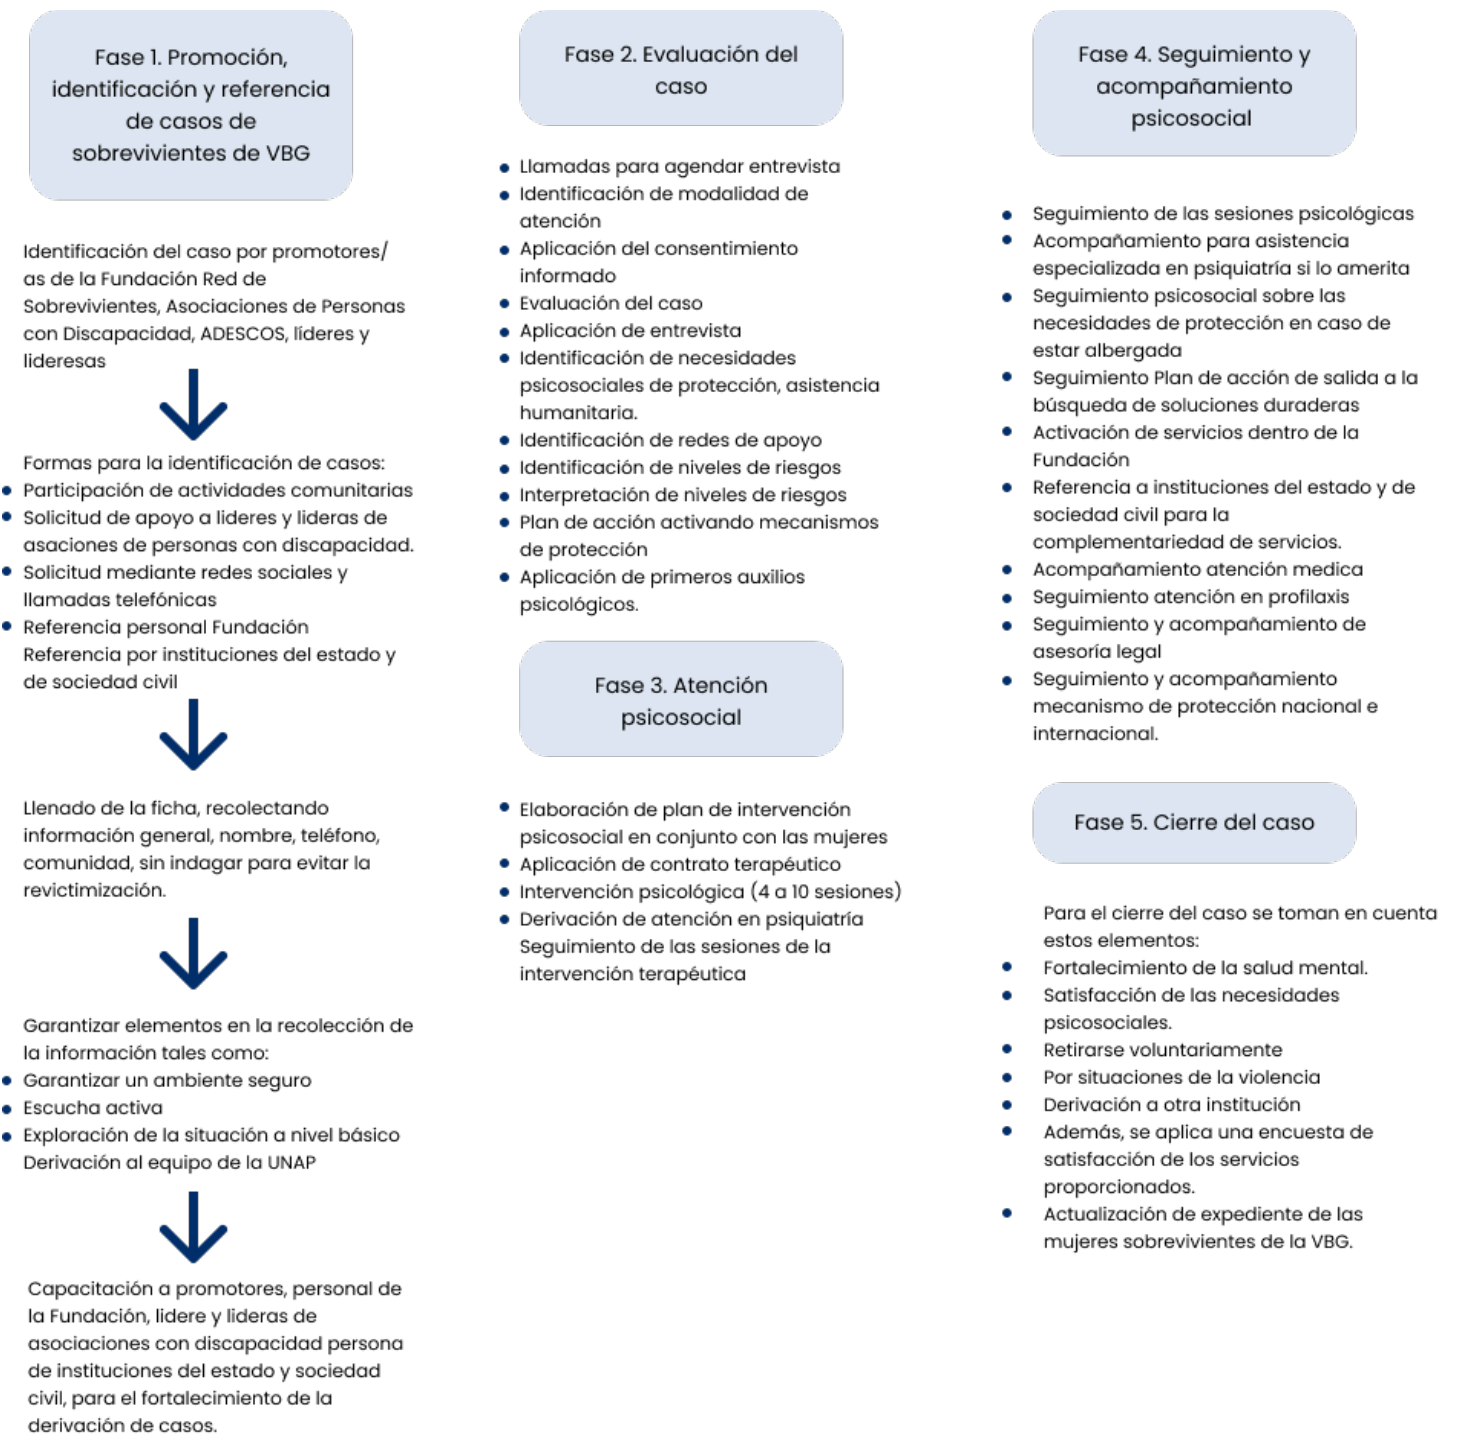 Fase 1. Promoción,
identificación y referencia
de casos de
sobrevivientes de VBG
Identificación del caso por promotores/
as de la Fundación Red de
Sobrevivientes, Asociaciones de Personas
con Discapacidad, ADESCOS, líderes y
lideresas
Formas para la identificación de casos:
Participación de actividades comunitarias
Solicitud de apoyo a lideres y lideras de
asaciones de personas con discapacidad.
Solicitud mediante redes sociales y
llamadas telefónicas
Referencia personal Fundación
Referencia por instituciones del estado y
de sociedad civil
Llenado de la ficha, recolectando
información general, nombre, teléfono,
comunidad, sin indagar para evitar la
revictimización.
Garantizar elementos en la recolección de
la información tales como:
Garantizar un ambiente seguro
Escucha activa
Exploración de la situación a nivel básico
Derivación al equipo de la UNAP
Capacitación a promotores, personal de
la Fundación, lidere y lideras de
asociaciones con discapacidad persona
de instituciones del estado y sociedad
civil, para el fortalecimiento de la
derivación de casos.
Fase 2. Evaluación del
caso
Llamadas para agendar entrevista
Identificación de modalidad de
atención
Aplicación del consentimiento
informado
Evaluación del caso
Aplicación de entrevista
Identificación de necesidades
psicosociales de protección, asistencia
humanitaria.
Identificación de redes de apoyo
Identificación de niveles de riesgos
Interpretación de niveles de riesgos
Plan de acción activando mecanismos
de protección
Aplicación de primeros auxilios
psicológicos.
Fase 3. Atención
psicosocial
Elaboración de plan de intervención
psicosocial en conjunto con las mujeres
Aplicación de contrato terapéutico
Intervención psicológica (4 a 10 sesiones)
Derivación de atención en psiquiatría
Seguimiento de las sesiones de la
intervención terapéutica
Fase 4. Seguimiento y
acompañamiento
psicosocial
Seguimiento de las sesiones psicológicas
Acompañamiento para asistencia
especializada en psiquiatría si lo amerita
Seguimiento psicosocial sobre las
necesidades de protección en caso de
estar albergada
Seguimiento Plan de acción de salida a la
búsqueda de soluciones duraderas
Activación de servicios dentro de la
Fundación
Referencia a instituciones del estado y de
sociedad civil para la
complementariedad de servicios.
Acompañamiento atención medica
Seguimiento atención en profilaxis
Seguimiento y acompañamiento de
asesoría legal
Seguimiento y acompañamiento
mecanismo de protección nacional e
internacional.
Fase 5. Cierre del caso
Para el cierre del caso se toman en cuenta
estos elementos:
Fortalecimiento de la salud mental.
Satisfacción de las necesidades
psicosociales.
Retirarse voluntariamente
Por situaciones de la violencia
Derivación a otra institución
Además, se aplica una encuesta de
satisfacción de los servicios
proporcionados.
Actualización de expediente de las
mujeres sobrevivientes de la VBG.